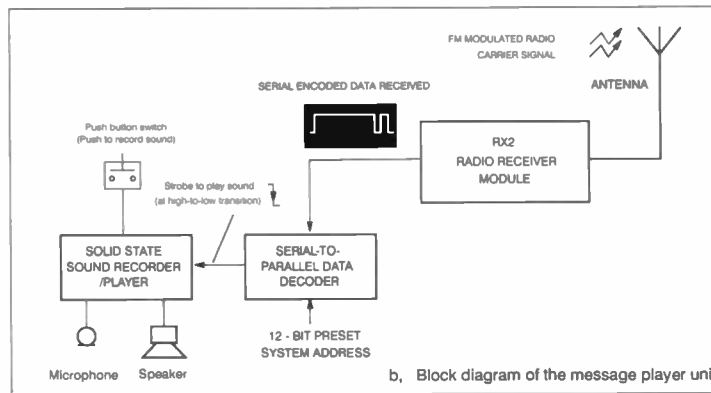 FM MODULATED RADIO
CARRIER SIGNAL
ANTENNA
SERIAL ENCODED DATA RECEIVED
Push button switch
(Push to record sound)
RX2
RADIO RECEIVER
MODULE
Strobe to play sound
(at high-to-low transition)
SOLID STATE
SOUND RECORDER
/PLAYER
SERIAL-TO-
PARALLEL DATA
DECODER
12 - BIT PRESET
SYSTEM ADDRESS
Microphone
Speaker
b, Block diagram of the message player uni